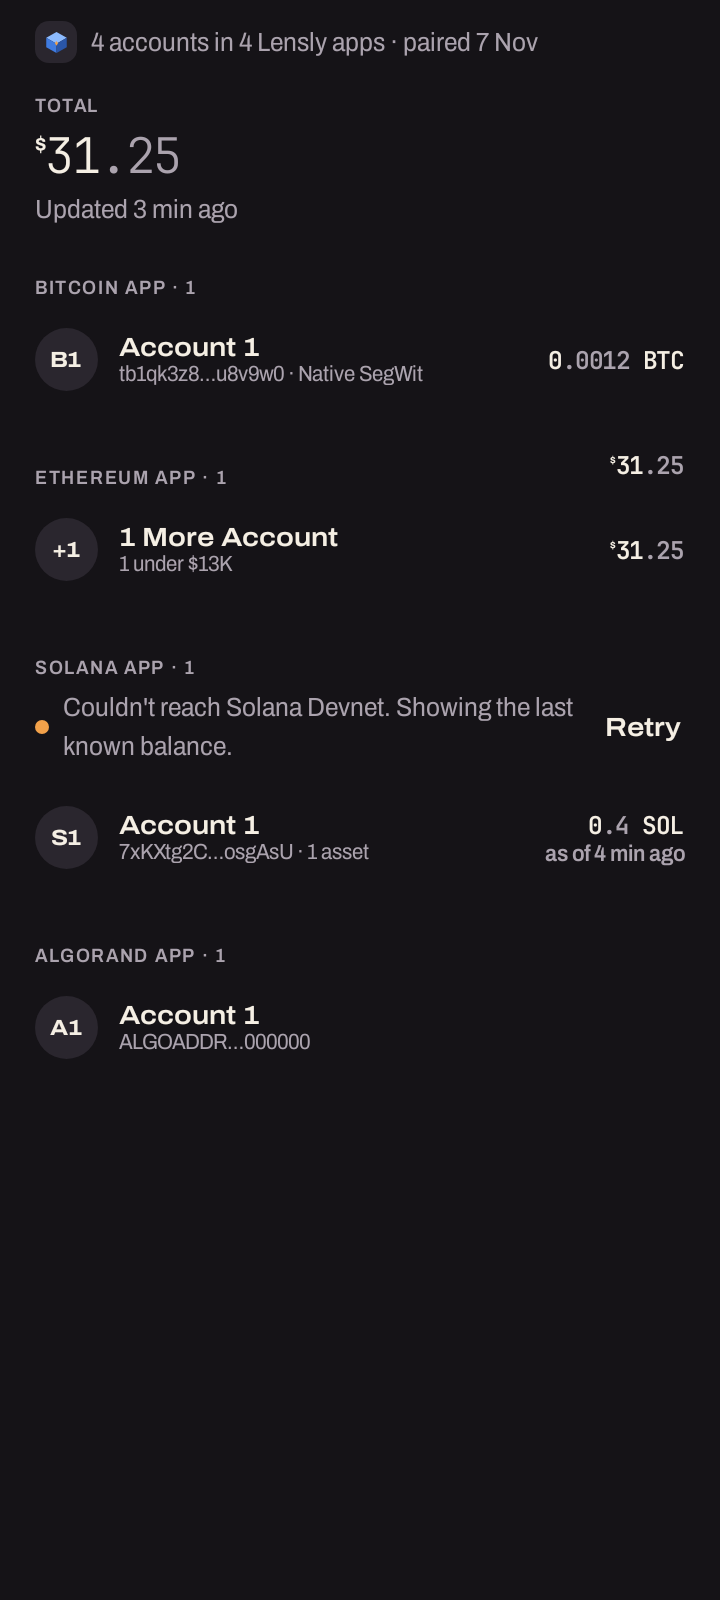 4 accounts in 4 Lensly apps · paired 7 Nov
TOTAL
$31.25
Updated 3 min ago
BITCOIN APP · 1
B1
Account 1
tb1qk3z8...u8v9w0 · Native SegWit
0.0012 BTC
ETHEREUM APP · 1
$31.25
+1
1 More Account
1 under $13K
$31.25
SOLANA APP · 1
Couldn't reach Solana Devnet. Showing the last
known balance.
Retry
S1
Account 1
7xKXtg2C...osgAsU · 1 asset
0.4 SOL
as of 4 min ago
ALGORAND APP · 1
A1
Account 1
ALGOADDR...000000